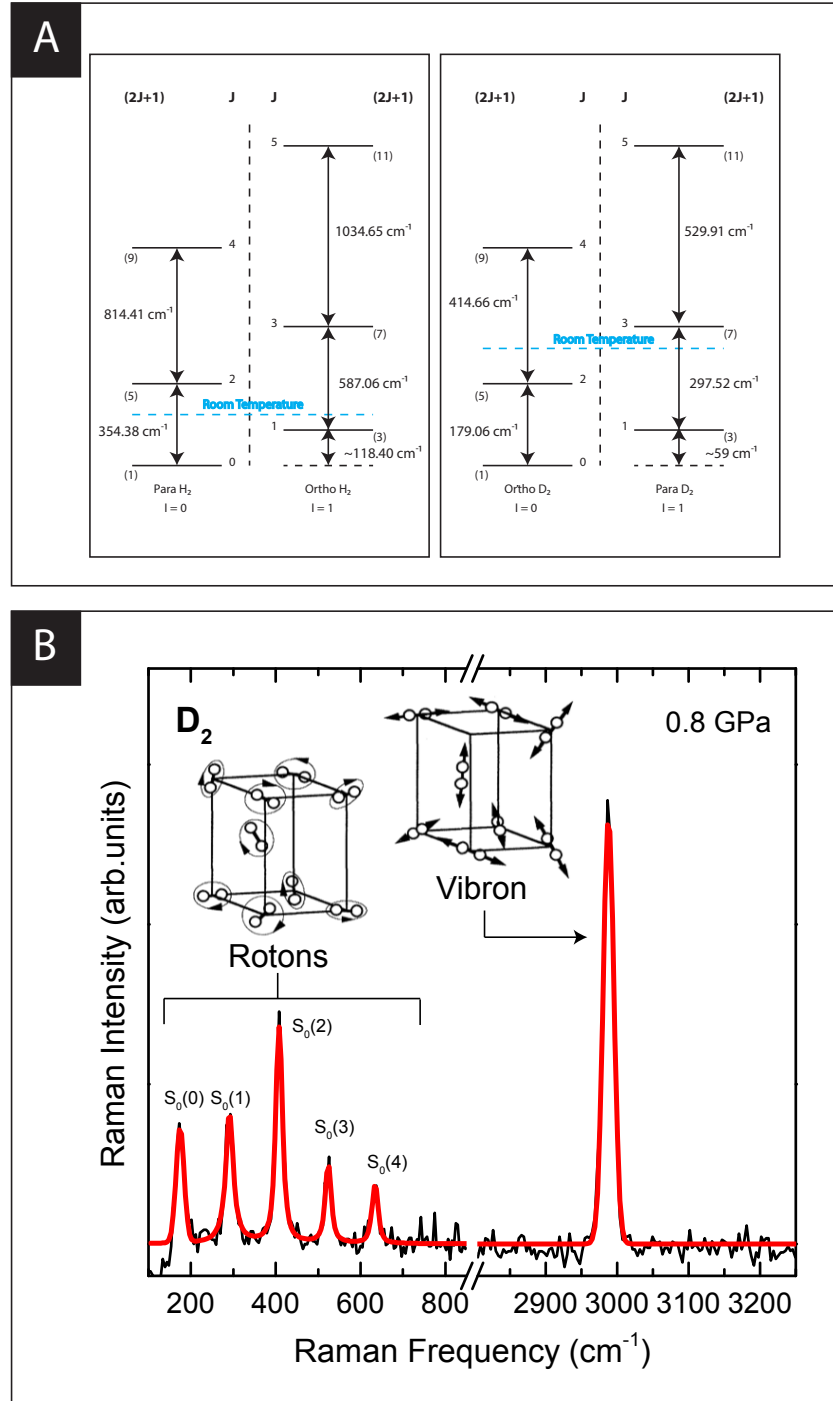 A
(2J+1) J J (2J+1)
5
(11)
1034.65 cm-1
4
(9)
814.41 cm-1
3
(7)
587.06 cm-1
2
(5)
Room Temperature
354.38 cm-1
1
(3)
~118.40 cm-1
0
(1)
Para H2
I = 0
Ortho H2
I = 1
(2J+1) J J (2J+1)
5
(11)
529.91 cm-1
4
(9)
414.66 cm-1
Room Temperature
3
(7)
297.52 cm-1
2
(5)
179.06 cm-1
1
(3)
~59 cm-1
0
(1)
Ortho D2
I = 0
Para D2
I = 1
B
D2
0.8 GPa
Vibron
Rotons
S0(0) S0(1) S0(2) S0(3) S0(4)
Raman Intensity (arb.units)
200 400 600 800 2900 3000 3100 3200
Raman Frequency (cm-1)